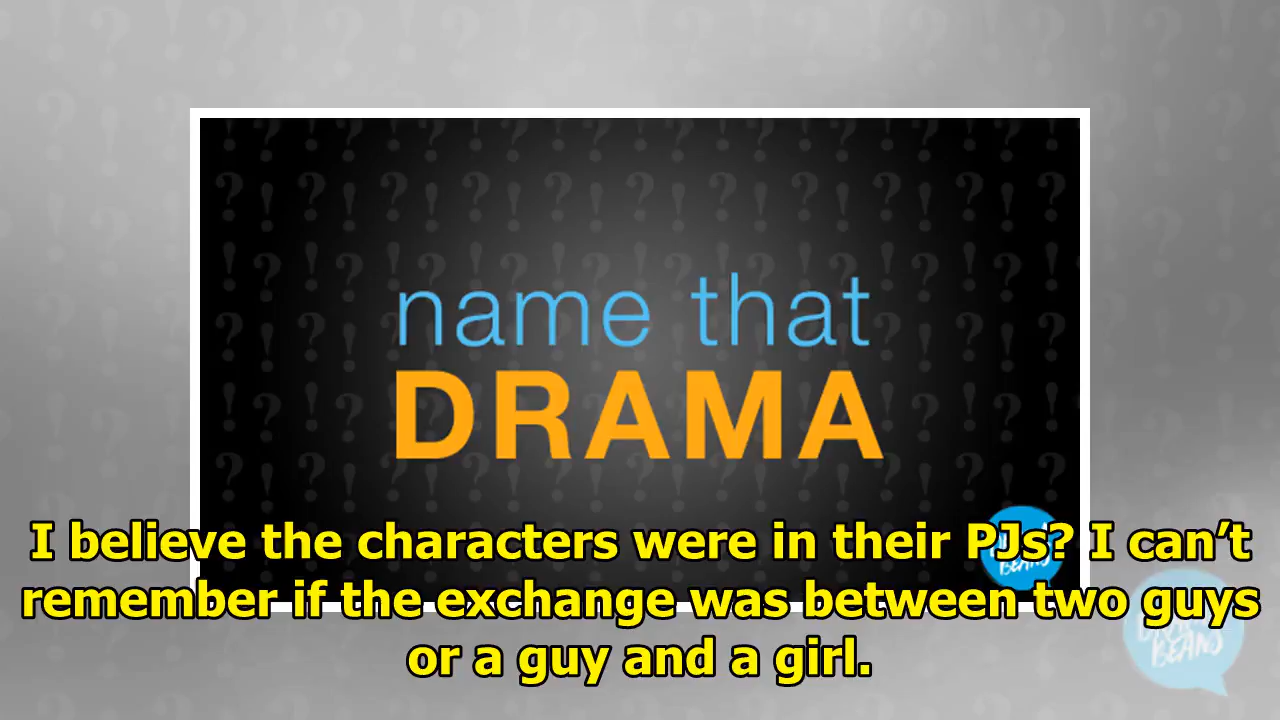 name that
DRAMA
I believe the characters were in their PJs? I can’t
remember if the exchange was between two guys
or a guy and a girl.
BEANS